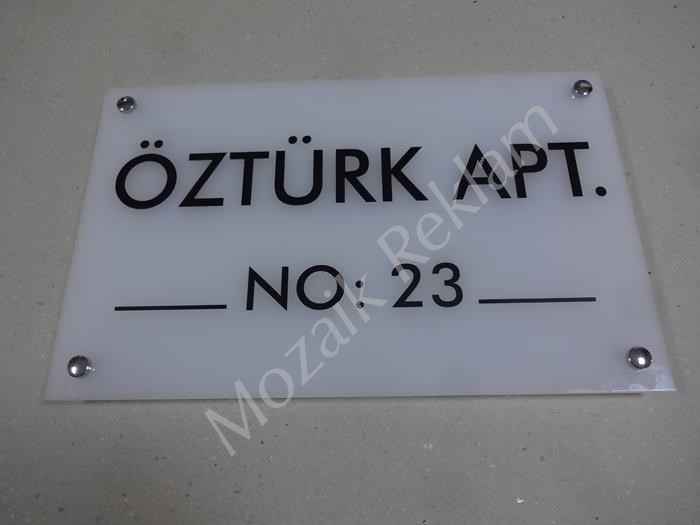 ÖZTÜRK APT.
NO: 23
Mozaik Reklam